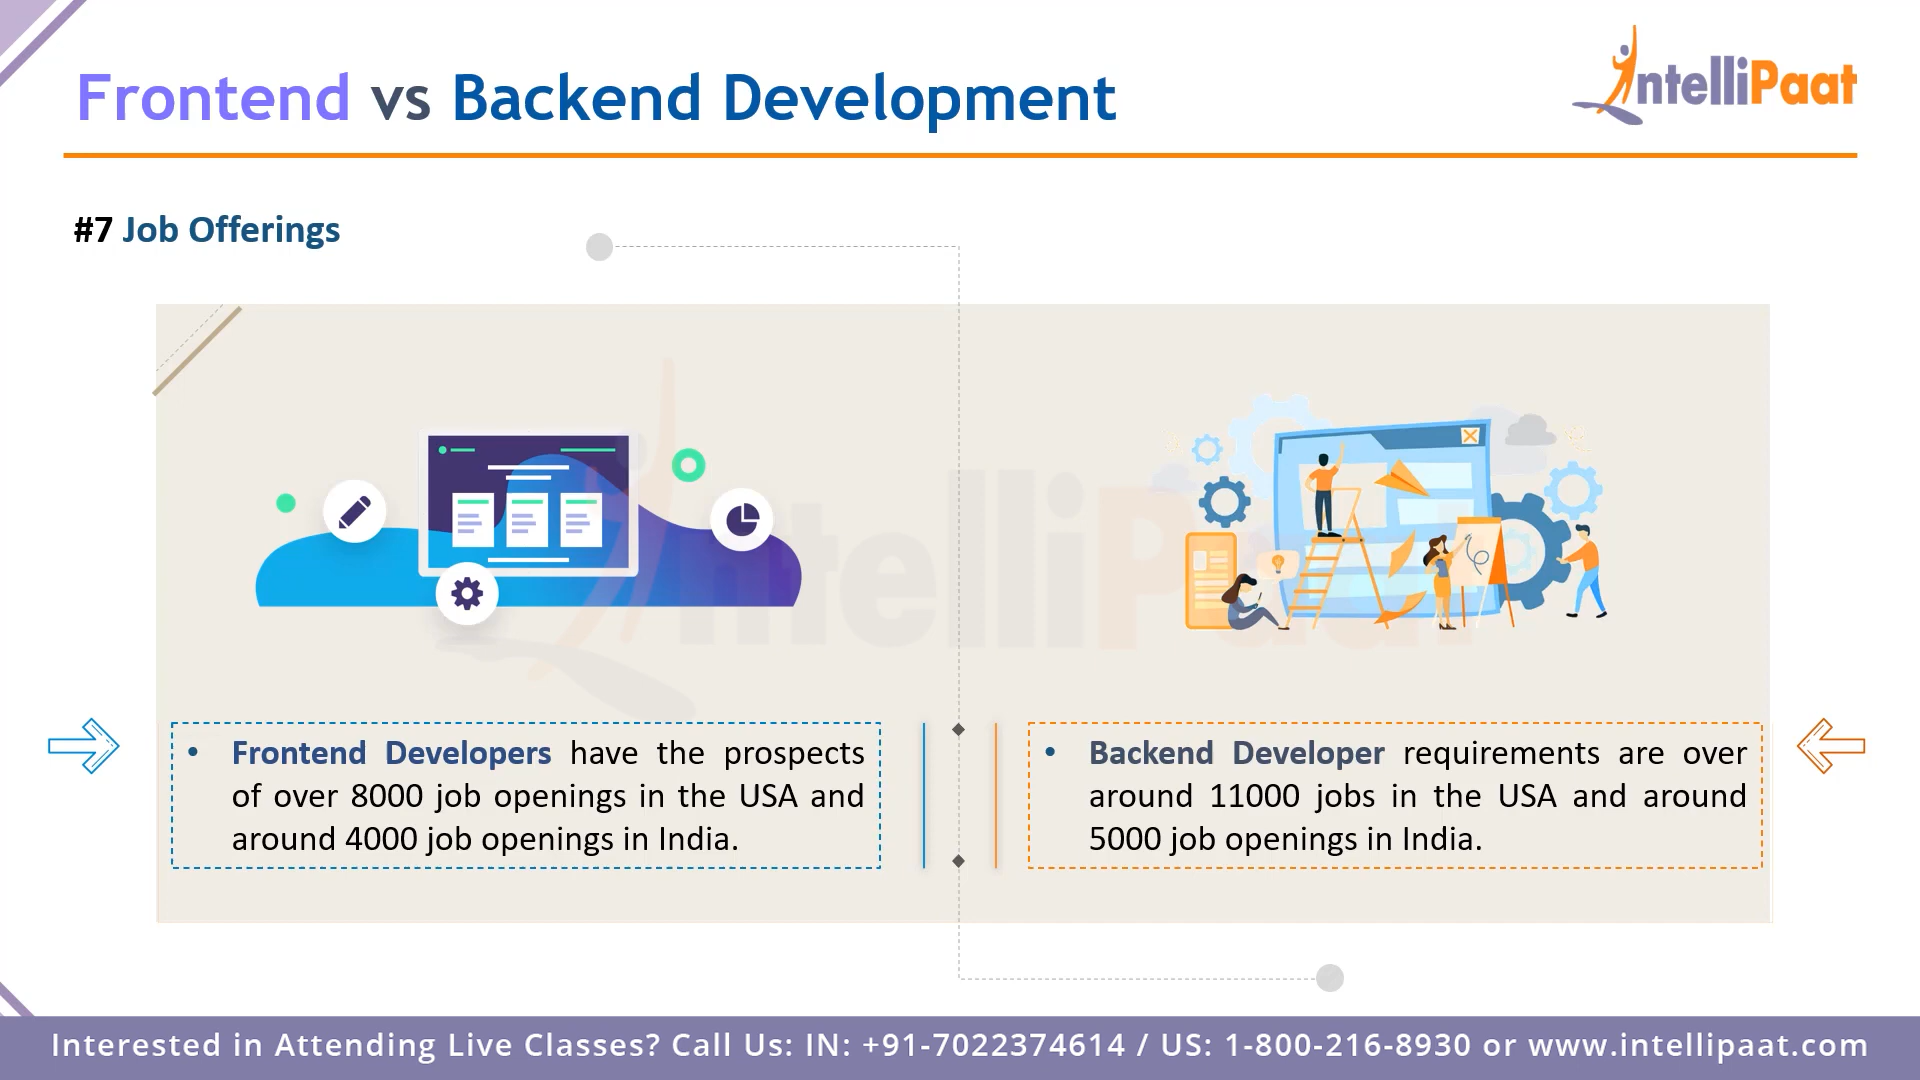 Frontend vs Backend Development
IntelliPaat
#7 Job Offerings
IntelliPaat
• Frontend Developers have the prospects
of over 8000 job openings in the USA and
around 4000 job openings in India.
• Backend Developer requirements are over
around 11000 jobs in the USA and around
5000 job openings in India.
Interested in Attending Live Classes? Call Us: IN: +91-7022374614 / US: 1-800-216-8930 or www.intellipaat.com